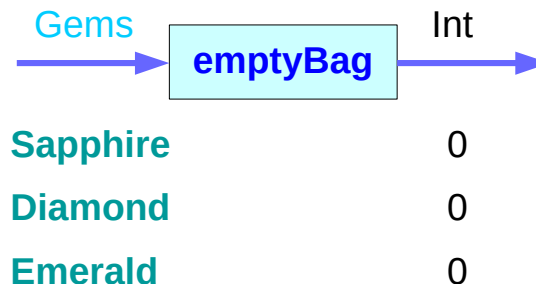 Gems Int
emptyBag
Sapphire 0
Diamond 0
Emerald 0